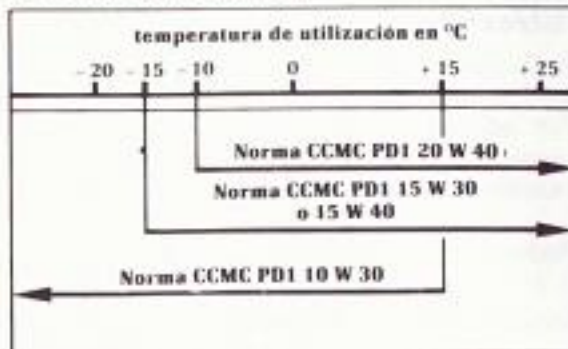 temperatura de utilización en °C
- 20 - 15 - 10 0 + 15 + 25
Norma CCMC PD1 20 W 40
Norma CCMC PD1 15 W 30
o 15 W 40
Norma CCMC PD1 10 W 30